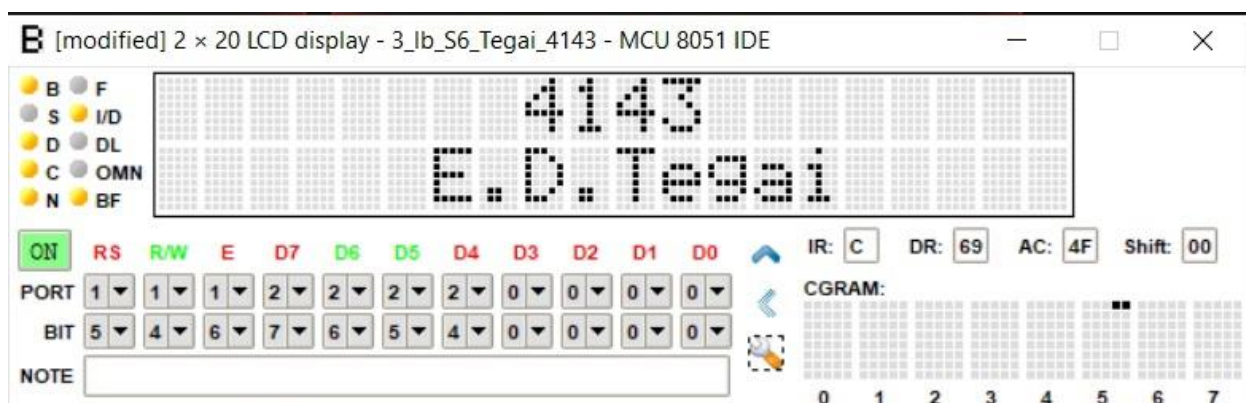 [modified] 2 × 20 LCD display - 3_lb_S6_Tegai_4143 - MCU 8051 IDE
B F
S I/D
D DL
C OMN
N BF
4143
E.D.Tegai
ON RS R/W E D7 D6 D5 D4 D3 D2 D1 D0
PORT 1 1 1 2 2 2 2 0 0 0 0
BIT 5 4 6 7 6 5 4 0 0 0 0
NOTE
IR: C DR: 69 AC: 4F Shift: 00
CGRAM:
0 1 2 3 4 5 6 7